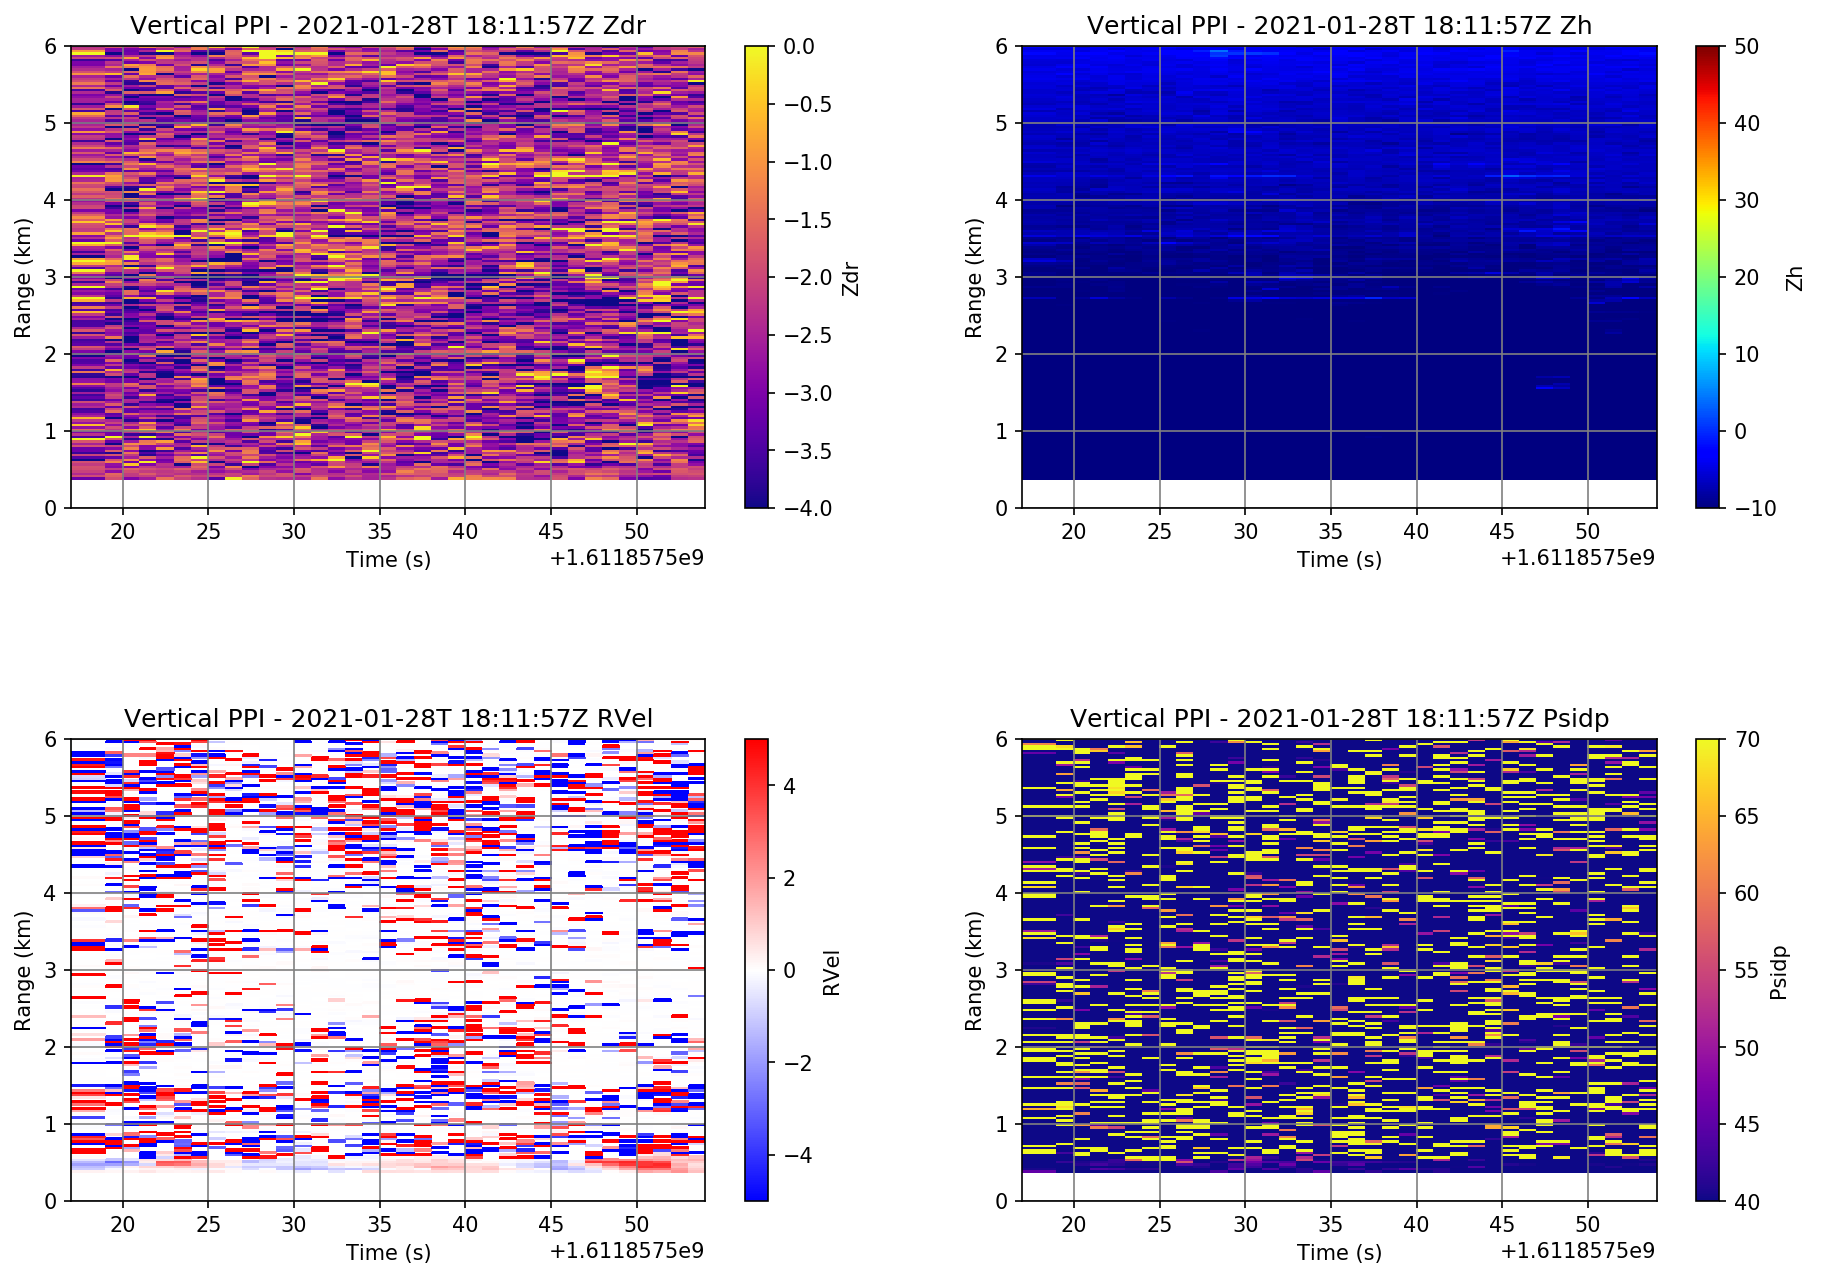 Vertical PPI - 2021-01-28T 18:11:57Z Zdr
6
5
4
3
2
1
0
Range (km)
20 25 30 35 40 45 50
Time (s)
+1.6118575e9
0.0
−0.5
−1.0
−1.5
−2.0
−2.5
−3.0
−3.5
−4.0
Zdr
Vertical PPI - 2021-01-28T 18:11:57Z Zh
6
5
4
3
2
1
0
Range (km)
20 25 30 35 40 45 50
Time (s)
+1.6118575e9
50
40
30
20
10
0
−10
Zh
Vertical PPI - 2021-01-28T 18:11:57Z RVel
6
5
4
3
2
1
0
Range (km)
20 25 30 35 40 45 50
Time (s)
+1.6118575e9
4
2
0
−2
−4
RVel
Vertical PPI - 2021-01-28T 18:11:57Z Psidp
6
5
4
3
2
1
0
Range (km)
20 25 30 35 40 45 50
Time (s)
+1.6118575e9
70
65
60
55
50
45
40
Psidp